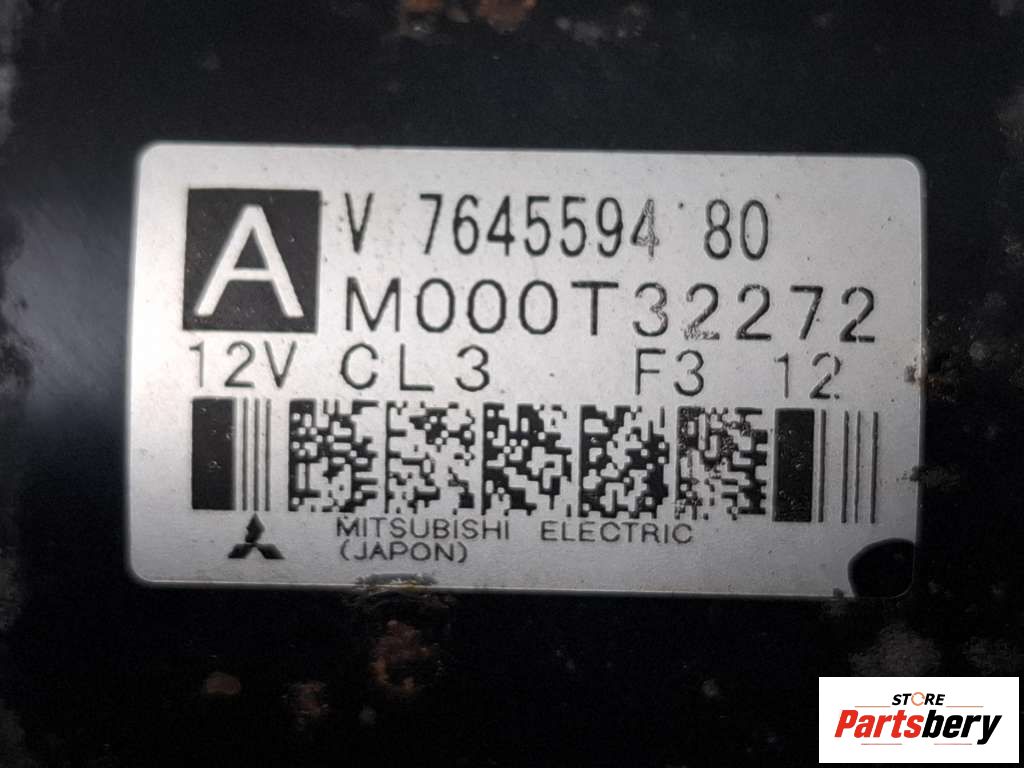 A
V 7645594 80
M000T32272
12V CL3 F3 12
MITSUBISHI ELECTRIC
(JAPON)
STORE
Partsbery